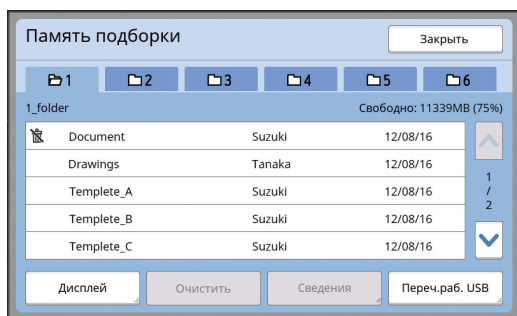 Память подборки Закрыть
1 2 3 4 5 6
1_folder Свободно: 11339MB (75%)
Document Suzuki 12/08/16
Drawings Tanaka 12/08/16
Templete_A Suzuki 12/08/16
Templete_B Suzuki 12/08/16
Templete_C Suzuki 12/08/16
1
/
2
Дисплей Очистить Сведения Переч.раб. USB